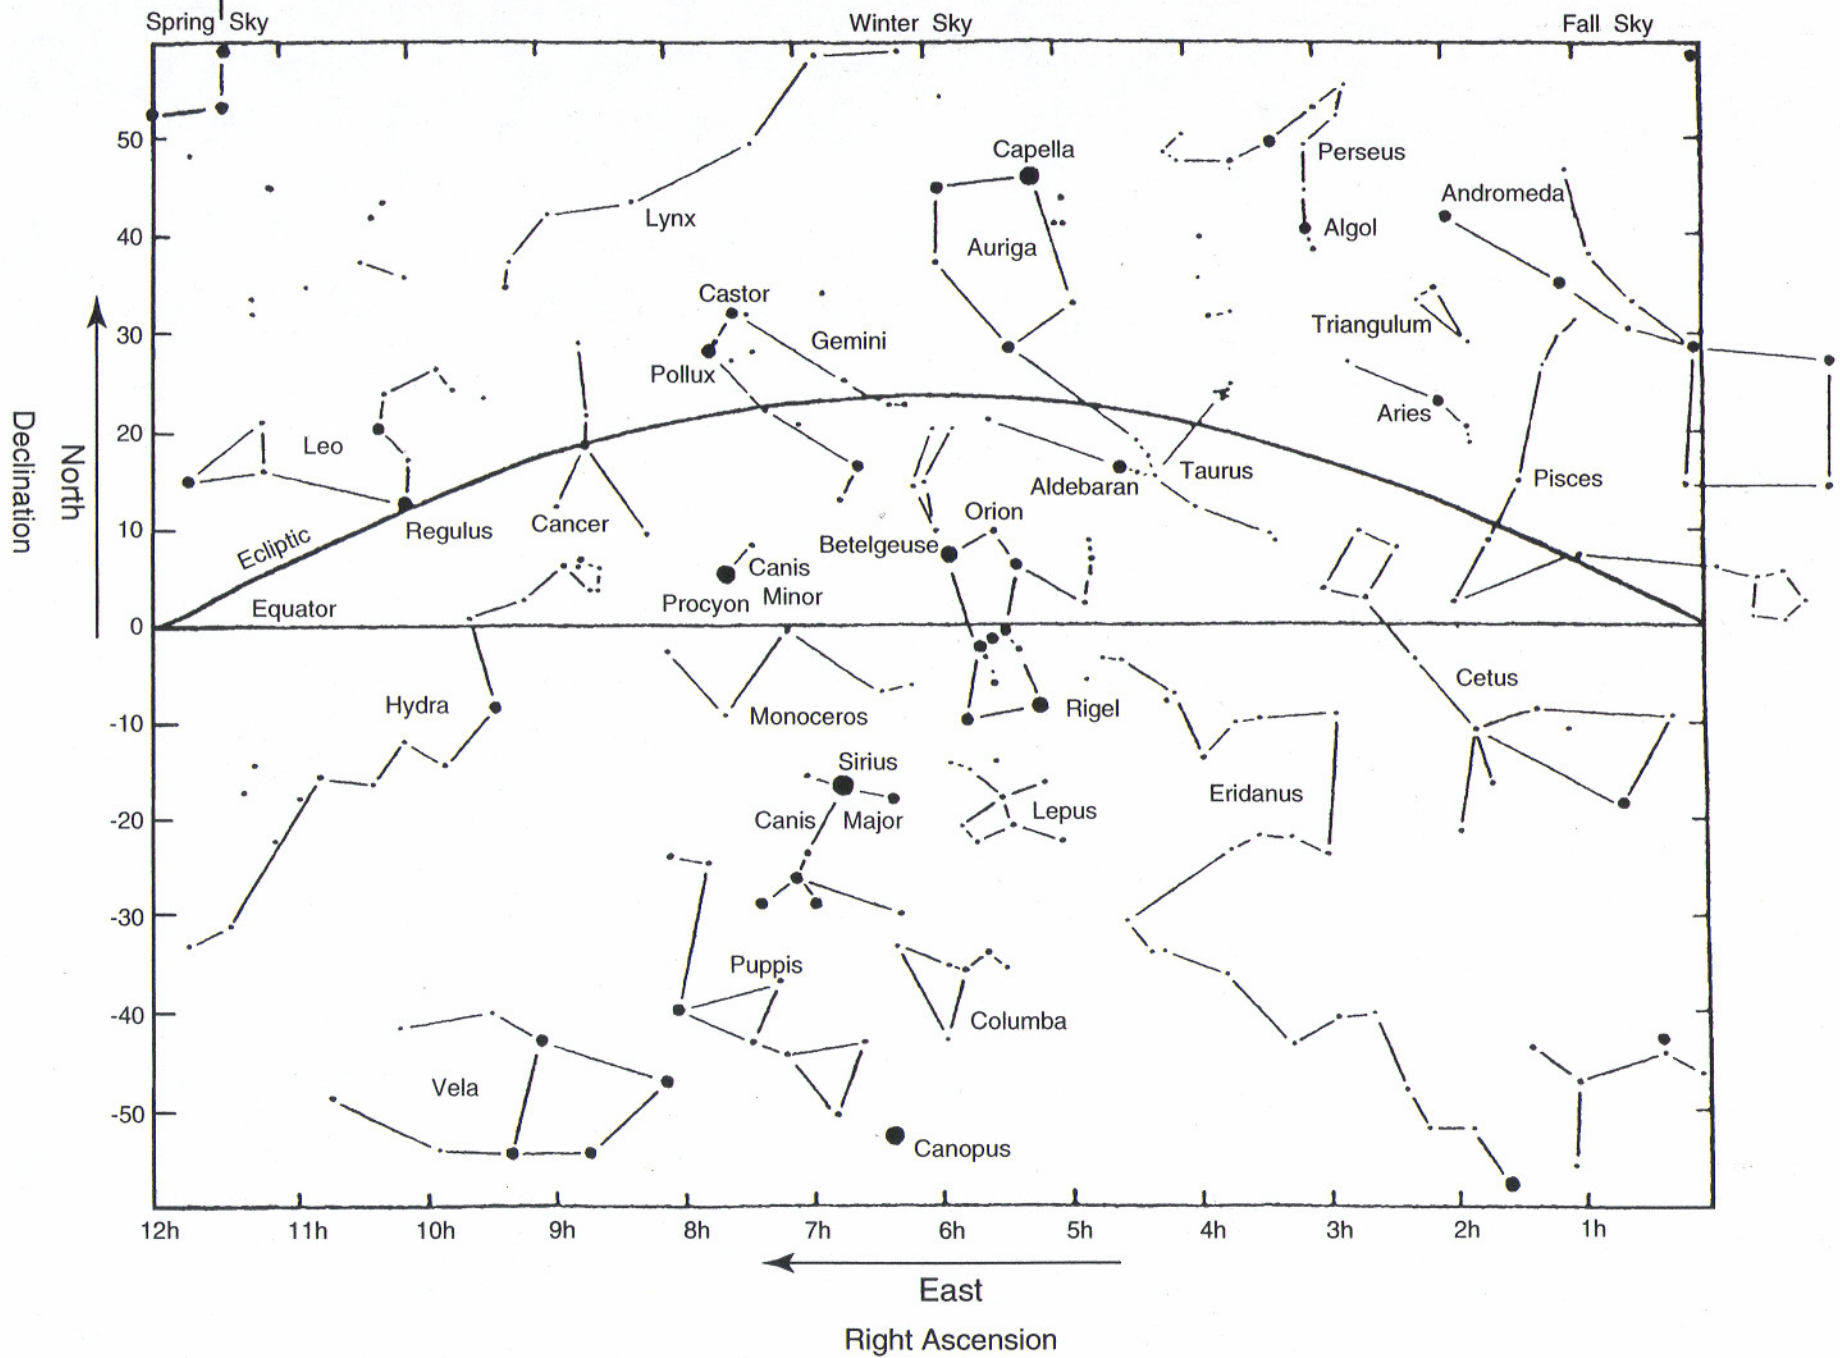 Spring Sky
Winter Sky
Fall Sky
50
Capella
Perseus
Andromeda
Lynx
40
Auriga
Algol
Castor
30
Gemini
Triangulum
Pollux
Aries
20
Leo
Taurus
Pisces
Aldebaran
10
Regulus
Cancer
Orion
Ecliptic
Betelgeuse
Canis
Minor
Procyon
Equator
0
Declination
North
Cetus
Hydra
Monoceros
Rigel
-10
Sirius
Canis Major
Lepus
Eridanus
-20
-30
Puppis
-40
Columba
Vela
-50
Canopus
12h 11h 10h 9h 8h 7h 6h 5h 4h 3h 2h 1h
East
Right Ascension